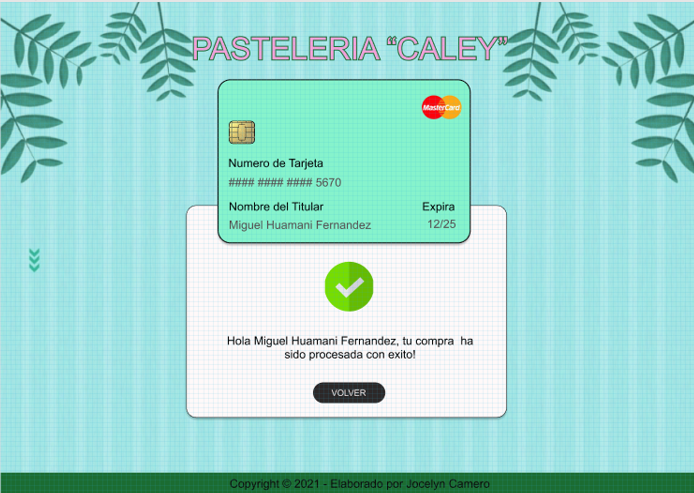 PASTELERIA “CALEY”
MasterCard
Numero de Tarjeta
#### #### #### 5670
Nombre del Titular Expira
Miguel Huamani Fernandez 12/25
Hola Miguel Huamani Fernandez, tu compra ha
sido procesada con exito!
VOLVER
Copyright © 2021 - Elaborado por Jocelyn Camero